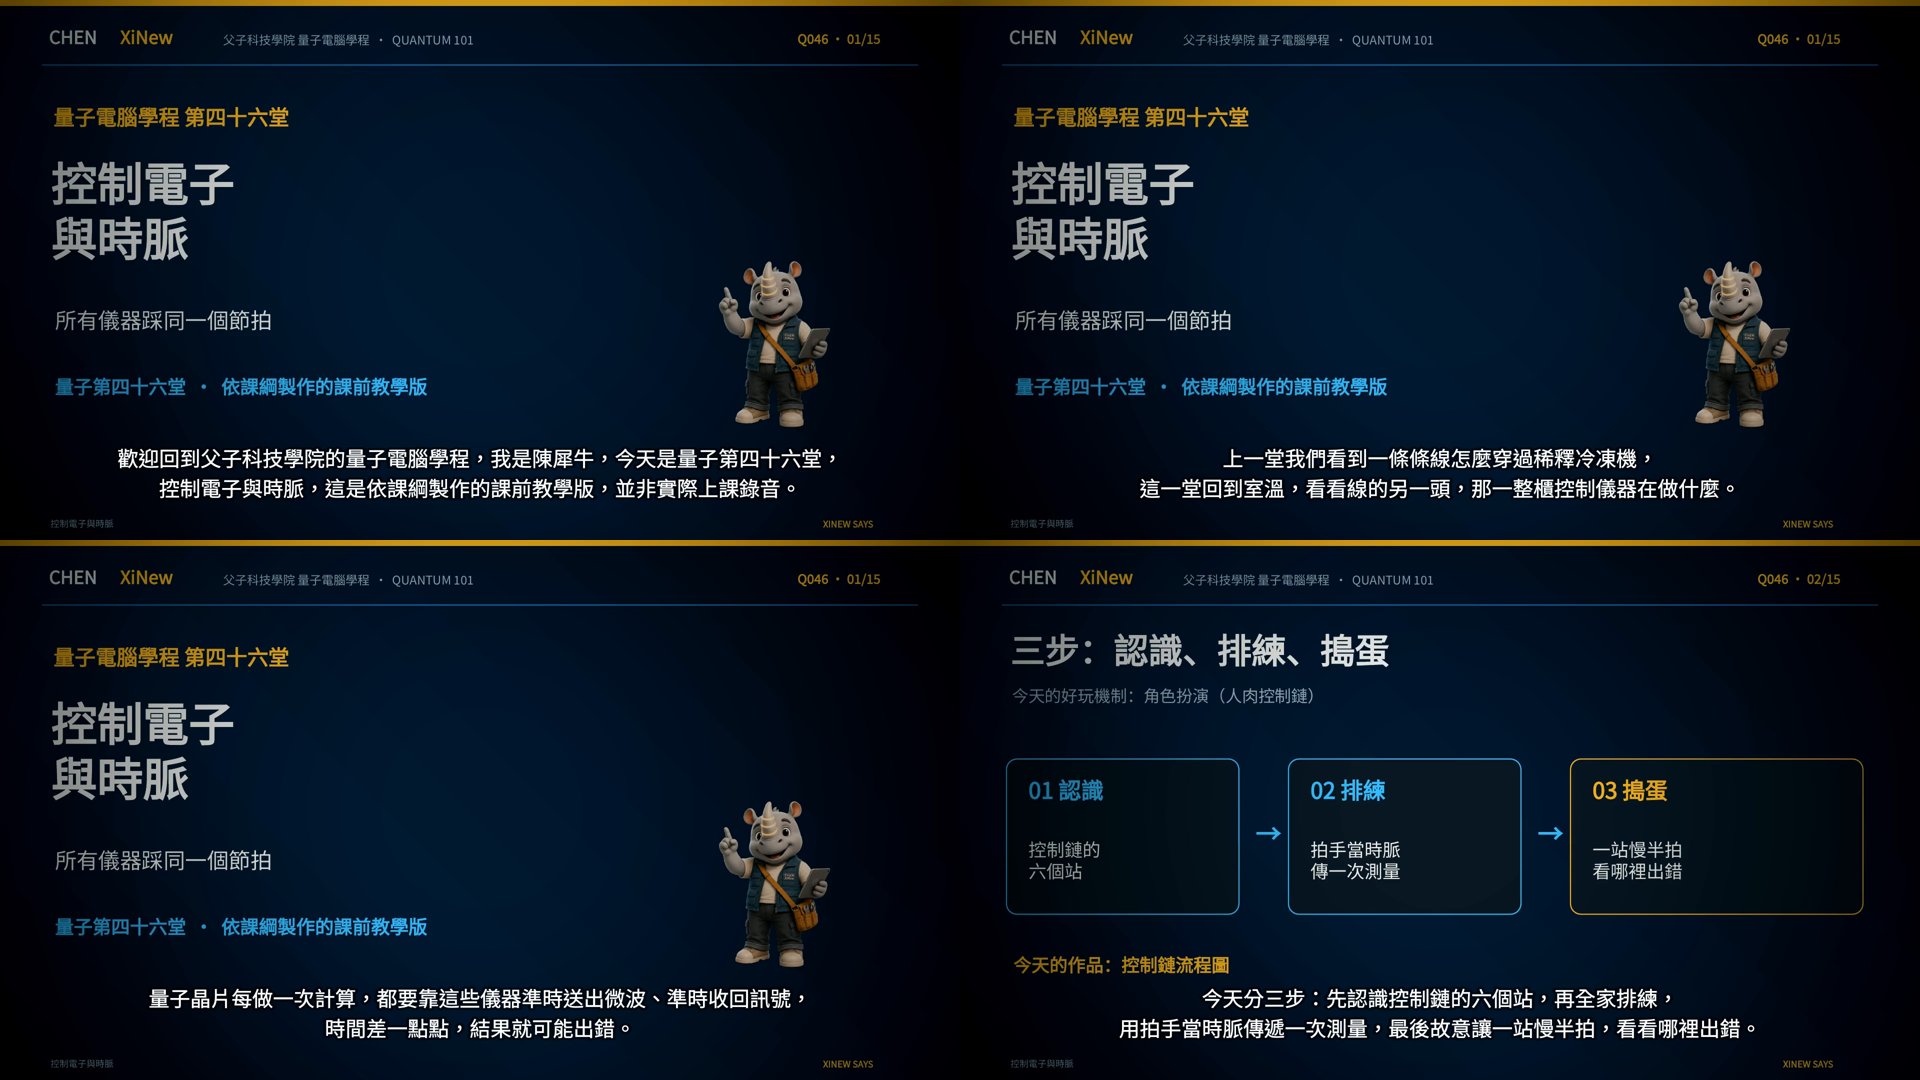 CHEN XiNew 父子科技學院 量子電腦學程 · QUANTUM 101 Q046 · 01/15
量子電腦學程 第四十六堂
控制電子
與時脈
所有儀器踩同一個節拍
量子第四十六堂 · 依課綱製作的課前教學版
歡迎回到父子科技學院的量子電腦學程，我是陳犀牛，今天是量子第四十六堂，
控制電子與時脈，這是依課綱製作的課前教學版，並非實際上課錄音。
控制電子與時脈 XINEW SAYS
CHEN XiNew 父子科技學院 量子電腦學程 · QUANTUM 101 Q046 · 01/15
量子電腦學程 第四十六堂
控制電子
與時脈
所有儀器踩同一個節拍
量子第四十六堂 · 依課綱製作的課前教學版
上一堂我們看到一條條線怎麼穿過稀釋冷凍機，
這一堂回到室溫，看看線的另一頭，那一整櫃控制儀器在做什麼。
控制電子與時脈 XINEW SAYS
CHEN XiNew 父子科技學院 量子電腦學程 · QUANTUM 101 Q046 · 01/15
量子電腦學程 第四十六堂
控制電子
與時脈
所有儀器踩同一個節拍
量子第四十六堂 · 依課綱製作的課前教學版
量子晶片每做一次計算，都要靠這些儀器準時送出微波、準時收回訊號，
時間差一點點，結果就可能出錯。
控制電子與時脈 XINEW SAYS
CHEN XiNew 父子科技學院 量子電腦學程 · QUANTUM 101 Q046 · 02/15
三步：認識、排練、搗蛋
今天的好玩機制：角色扮演（人肉控制鏈）
01 認識
控制鏈的
六個站
→
02 排練
拍手當時脈
傳一次測量
→
03 搗蛋
一站慢半拍
看哪裡出錯
今天的作品：控制鏈流程圖
今天分三步：先認識控制鏈的六個站，再全家排練，
用拍手當時脈傳遞一次測量，最後故意讓一站慢半拍，看看哪裡出錯。
控制電子與時脈 XINEW SAYS